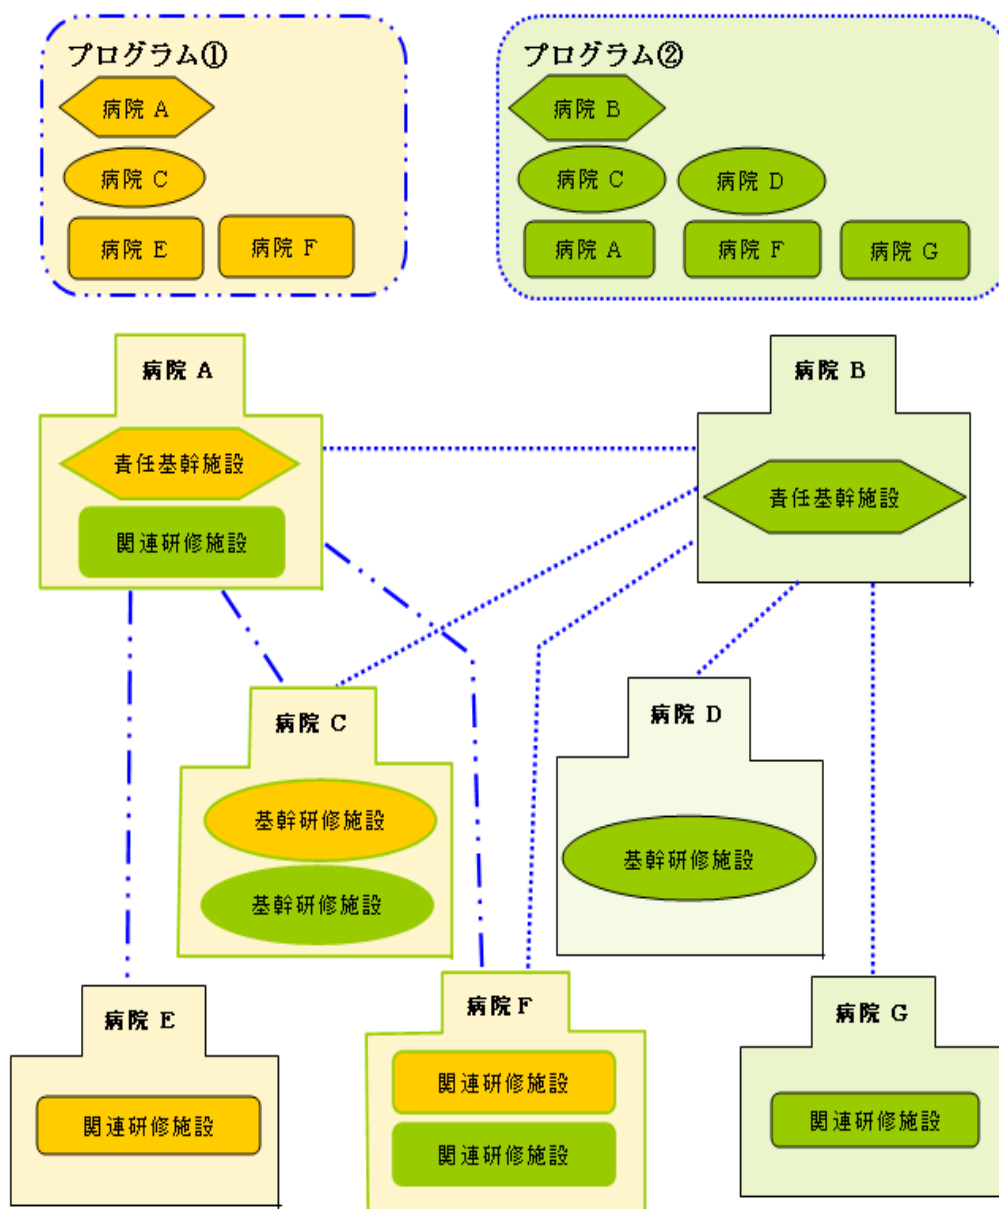 プログラム①
病院 A
病院 C
病院 E
病院 F
プログラム②
病院 B
病院 C
病院 D
病院 A
病院 F
病院 G
病院 A
責任基幹施設
関連研修施設
病院 B
責任基幹施設
病院 C
基幹研修施設
基幹研修施設
病院 D
基幹研修施設
病院 E
関連研修施設
病院 F
関連研修施設
関連研修施設
病院 G
関連研修施設